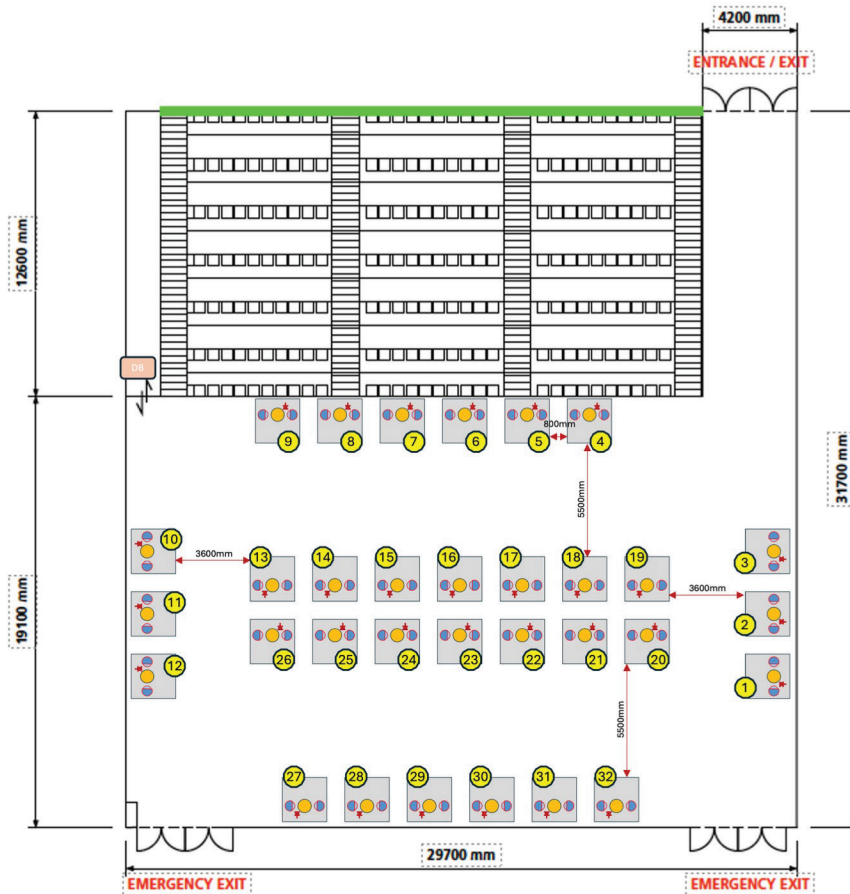 4200 mm
ENTRANCE / EXIT
12600 mm
DB
9
8
7
6
5
800mm
4
5500mm
31700 mm
10
3600mm
13
14
15
16
17
18
19
3600mm
3
11
2
19100 mm
12
26
25
24
23
22
21
20
1
5500mm
27
28
29
30
31
32
29700 mm
EMERGENCY EXIT
EMERGENCY EXIT